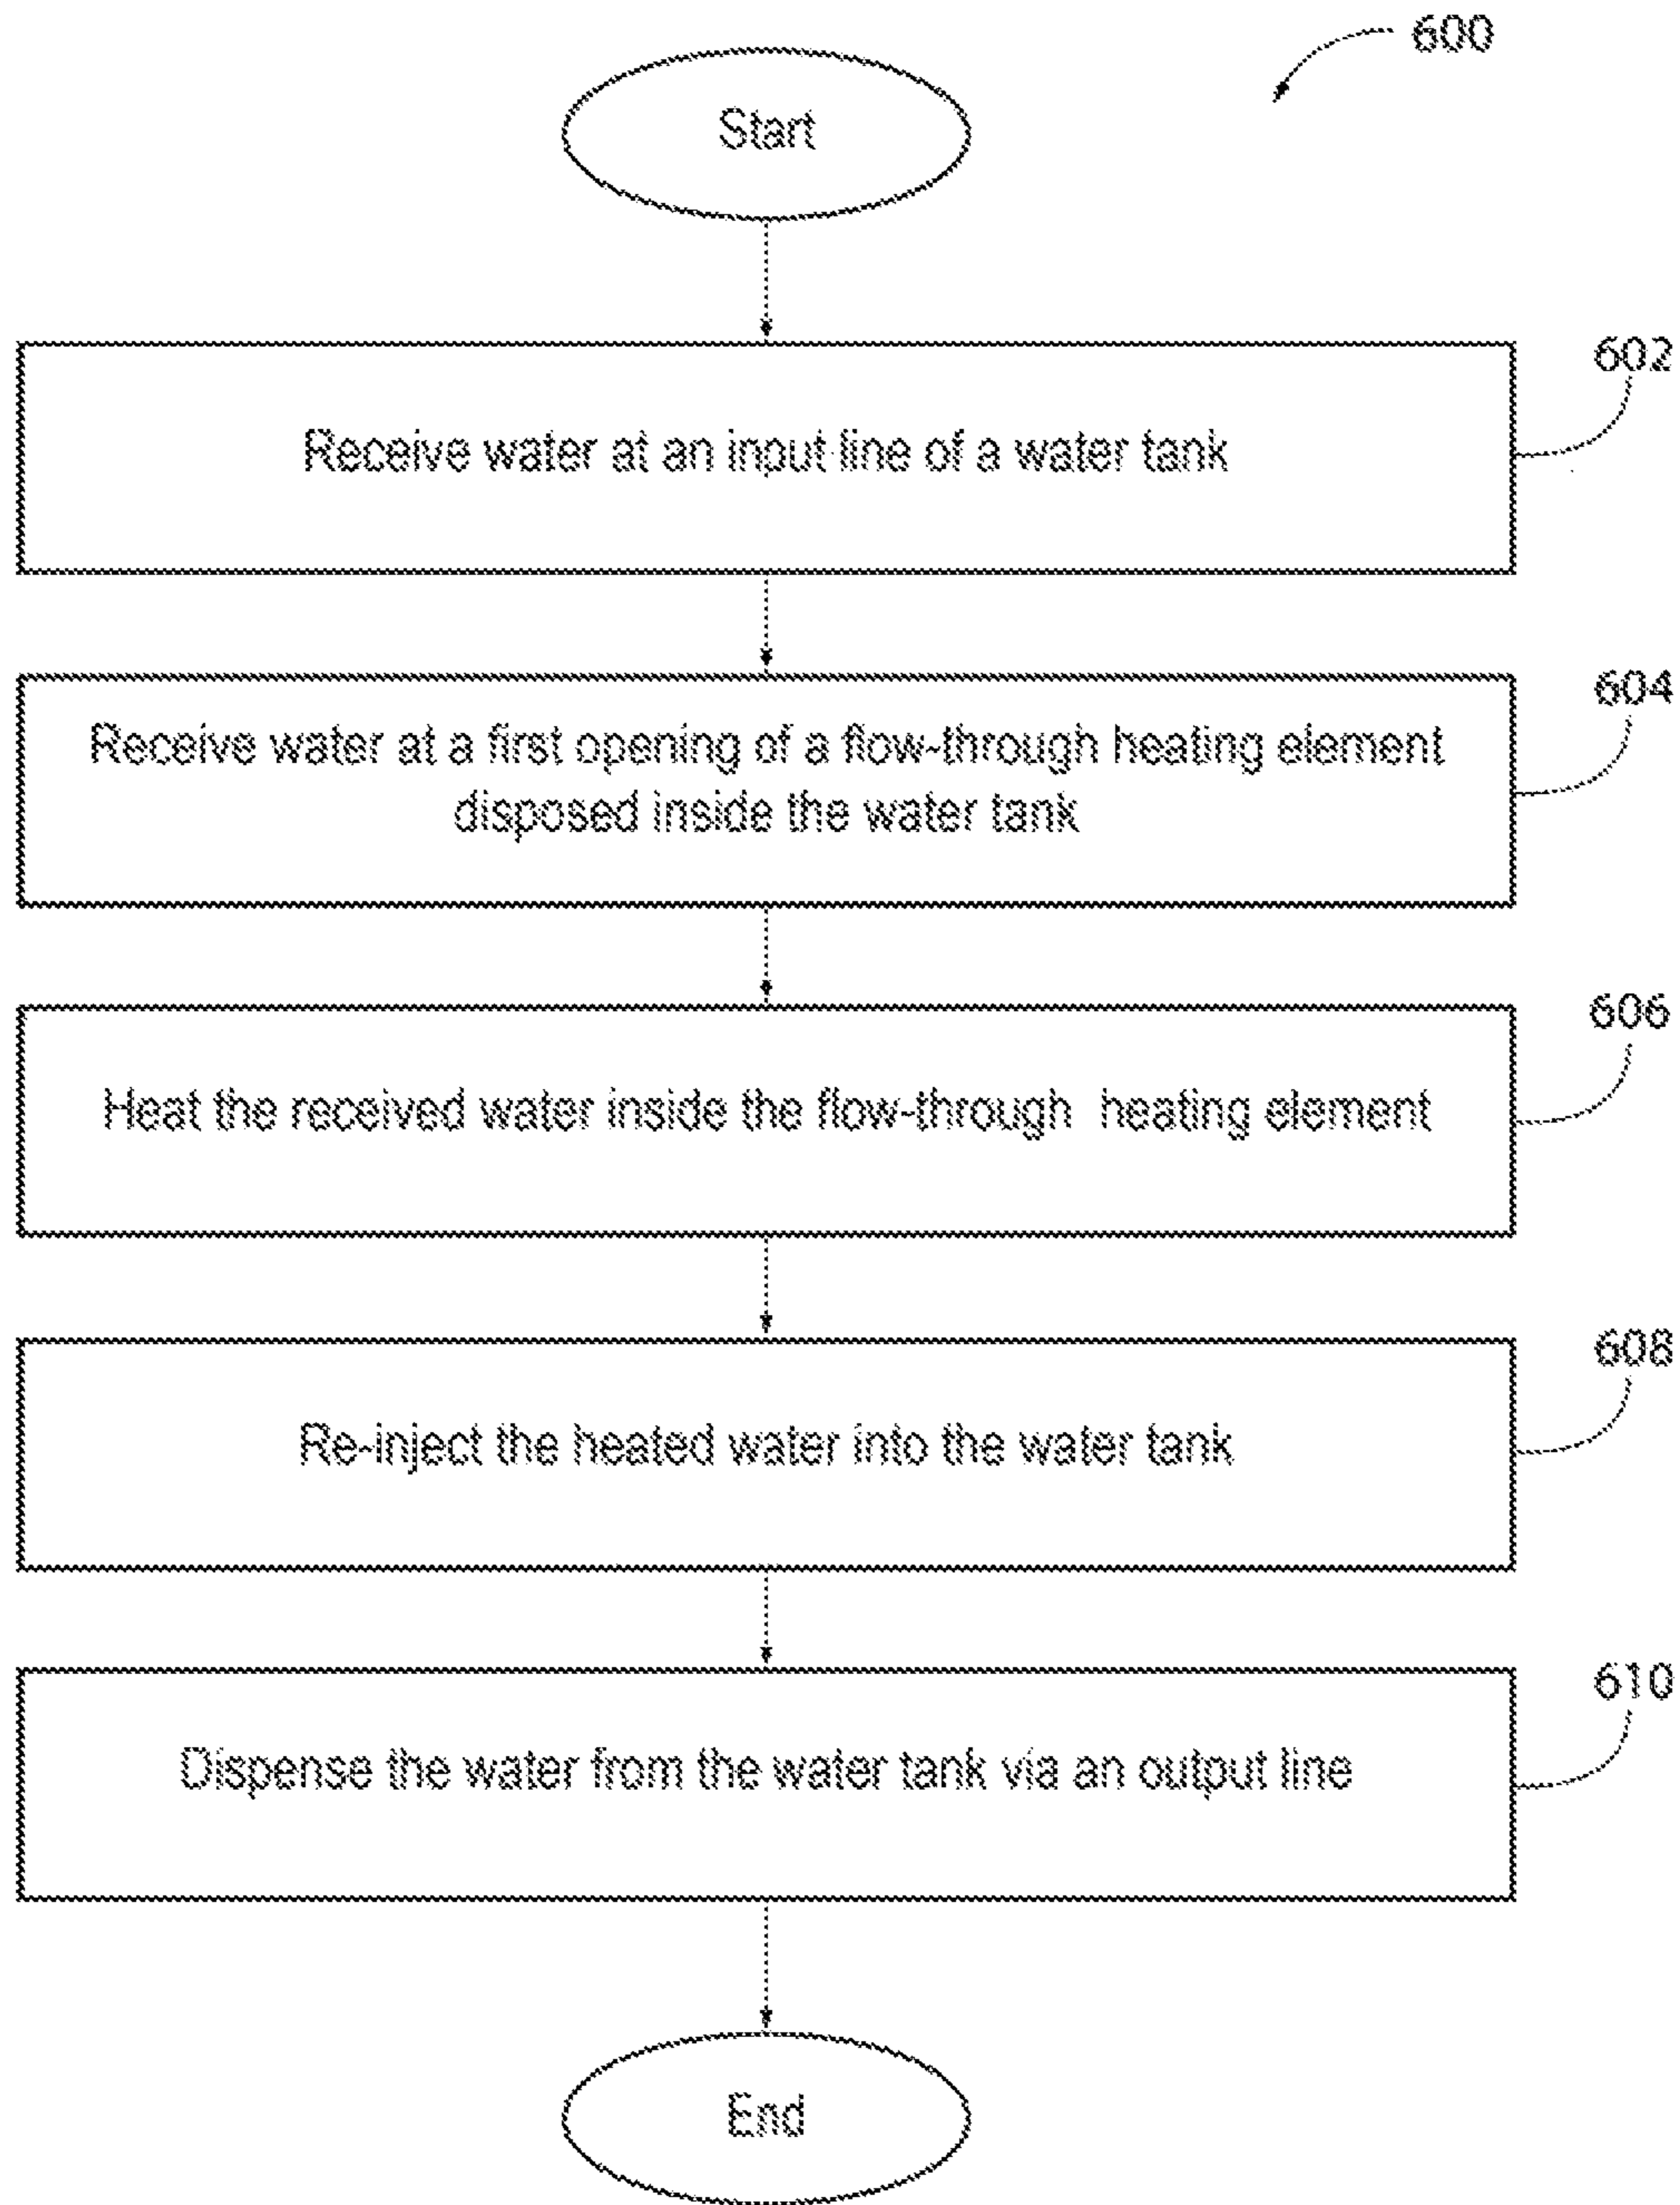 600
Start
602
Receive water at an input line of a water tank
604
Receive water at a first opening of a flow-through heating element
disposed inside the water tank
606
Heat the received water inside the flow-through heating element
608
Re-inject the heated water into the water tank
610
Dispense the water from the water tank via an output line
End